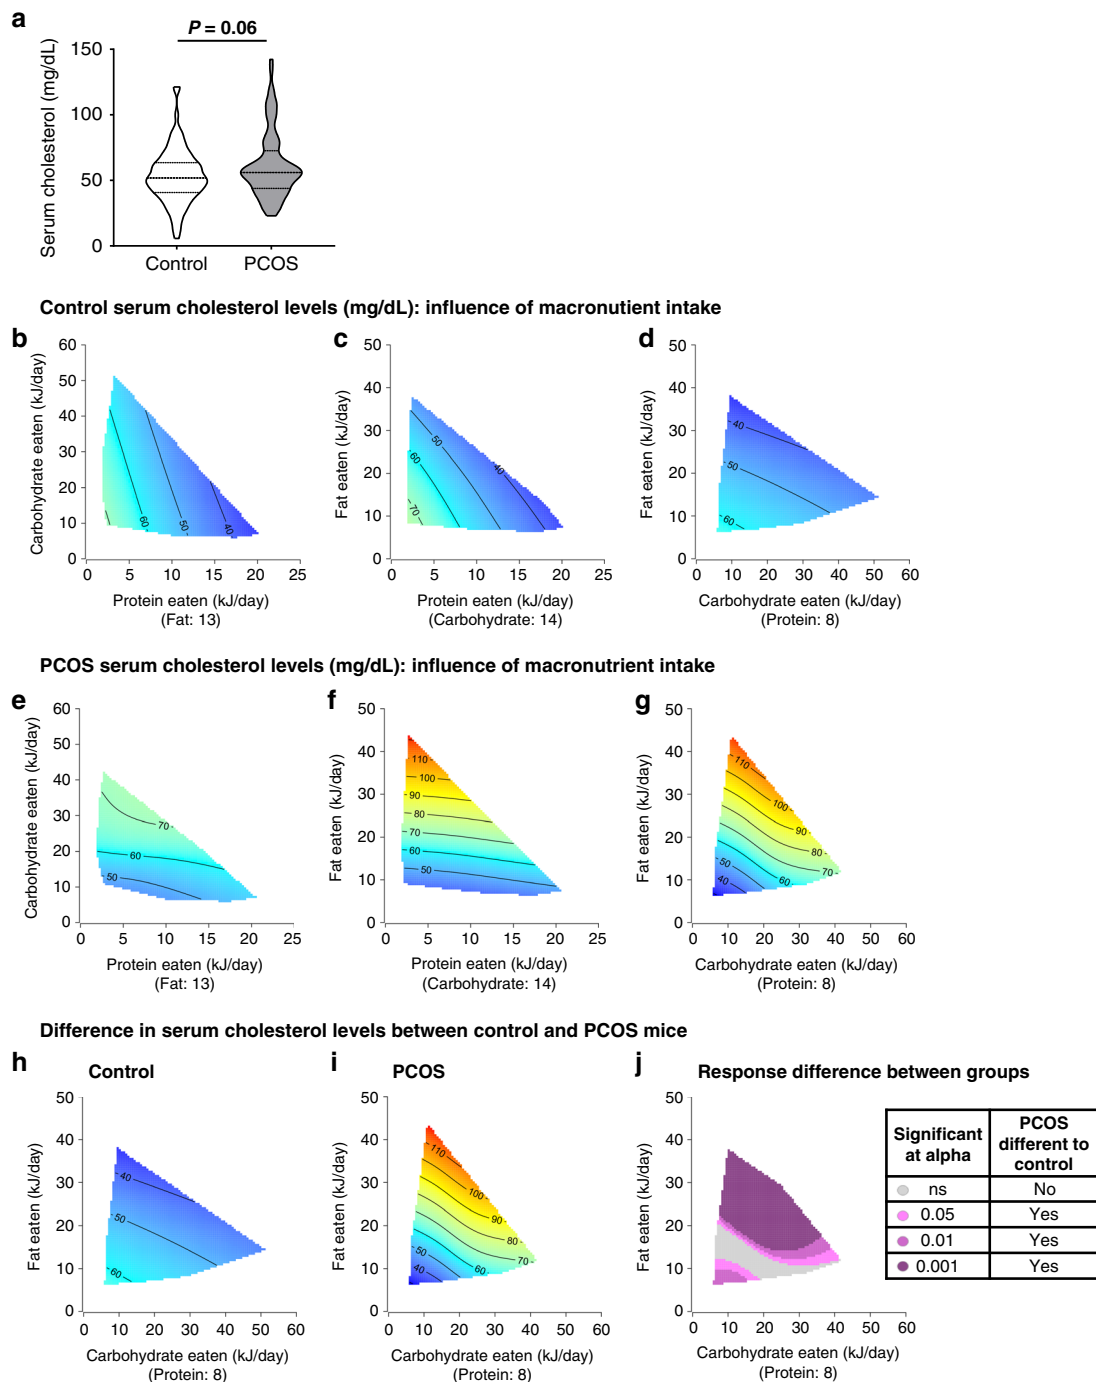 a
P = 0.06
Serum cholesterol (mg/dL)
150
100
50
0
Control
PCOS
Control serum cholesterol levels (mg/dL): influence of macronutient intake
b
Carbohydrate eaten (kJ/day)
60
50
40
30
20
10
0
60
50
40
0 5 10 15 20 25
Protein eaten (kJ/day)
(Fat: 13)
c
Fat eaten (kJ/day)
50
40
30
20
10
0
50
60
40
70
0 5 10 15 20 25
Protein eaten (kJ/day)
(Carbohydrate: 14)
d
Fat eaten (kJ/day)
50
40
30
20
10
0
40
50
60
0 10 20 30 40 50 60
Carbohydrate eaten (kJ/day)
(Protein: 8)
PCOS serum cholesterol levels (mg/dL): influence of macronutrient intake
e
Carbohydrate eaten (kJ/day)
60
50
40
30
20
10
0
70
60
50
0 5 10 15 20 25
Protein eaten (kJ/day)
(Fat: 13)
f
Fat eaten (kJ/day)
50
40
30
20
10
0
110
100
90
80
70
60
50
0 5 10 15 20 25
Protein eaten (kJ/day)
(Carbohydrate: 14)
g
Fat eaten (kJ/day)
50
40
30
20
10
0
110
100
90
80
70
60
50
40
0 10 20 30 40 50 60
Carbohydrate eaten (kJ/day)
(Protein: 8)
Difference in serum cholesterol levels between control and PCOS mice
h
Control
Fat eaten (kJ/day)
50
40
30
20
10
0
40
50
60
0 10 20 30 40 50 60
Carbohydrate eaten (kJ/day)
(Protein: 8)
i
PCOS
Fat eaten (kJ/day)
50
40
30
20
10
0
110
100
90
80
70
60
50
40
0 10 20 30 40 50 60
Carbohydrate eaten (kJ/day)
(Protein: 8)
j
Response difference between groups
Fat eaten (kJ/day)
50
40
30
20
10
0
0 10 20 30 40 50 60
Carbohydrate eaten (kJ/day)
(Protein: 8)
Significant at alpha
PCOS different to control
ns No
0.05 Yes
0.01 Yes
0.001 Yes